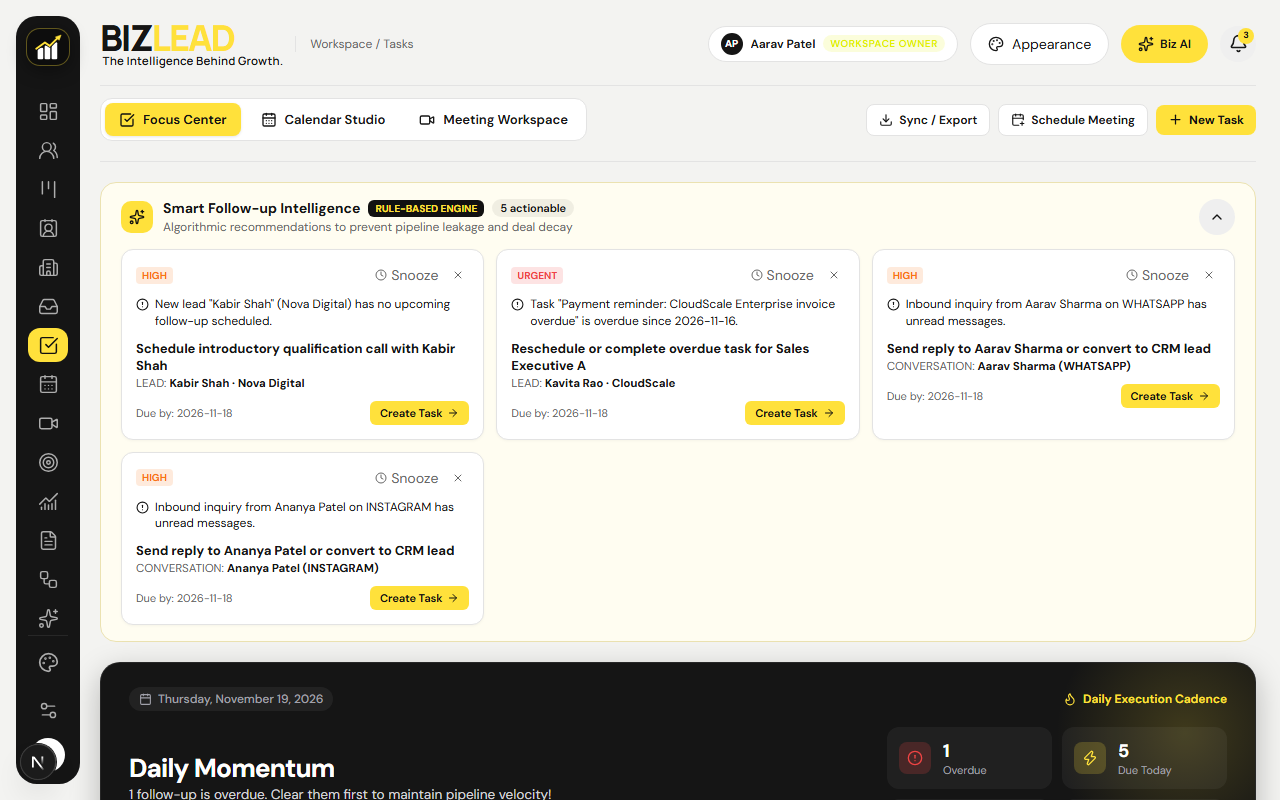 BIZLEAD
The Intelligence Behind Growth.
Workspace / Tasks
AP Aarav Patel WORKSPACE OWNER
Appearance
Biz AI
3
Focus Center
Calendar Studio
Meeting Workspace
Sync / Export
Schedule Meeting
New Task
Smart Follow-up Intelligence RULE-BASED ENGINE 5 actionable
Algorithmic recommendations to prevent pipeline leakage and deal decay
HIGH Snooze
New lead "Kabir Shah" (Nova Digital) has no upcoming
follow-up scheduled.
Schedule introductory qualification call with Kabir
Shah
LEAD: Kabir Shah · Nova Digital
Due by: 2026-11-18 Create Task
URGENT Snooze
Task "Payment reminder: CloudScale Enterprise invoice
overdue" is overdue since 2026-11-16.
Reschedule or complete overdue task for Sales
Executive A
LEAD: Kavita Rao · CloudScale
Due by: 2026-11-18 Create Task
HIGH Snooze
Inbound inquiry from Aarav Sharma on WHATSAPP has
unread messages.
Send reply to Aarav Sharma or convert to CRM lead
CONVERSATION: Aarav Sharma (WHATSAPP)
Due by: 2026-11-18 Create Task
HIGH Snooze
Inbound inquiry from Ananya Patel on INSTAGRAM has
unread messages.
Send reply to Ananya Patel or convert to CRM lead
CONVERSATION: Ananya Patel (INSTAGRAM)
Due by: 2026-11-18 Create Task
Thursday, November 19, 2026
Daily Execution Cadence
Daily Momentum
1 follow-up is overdue. Clear them first to maintain pipeline velocity!
1
Overdue
5
Due Today
N